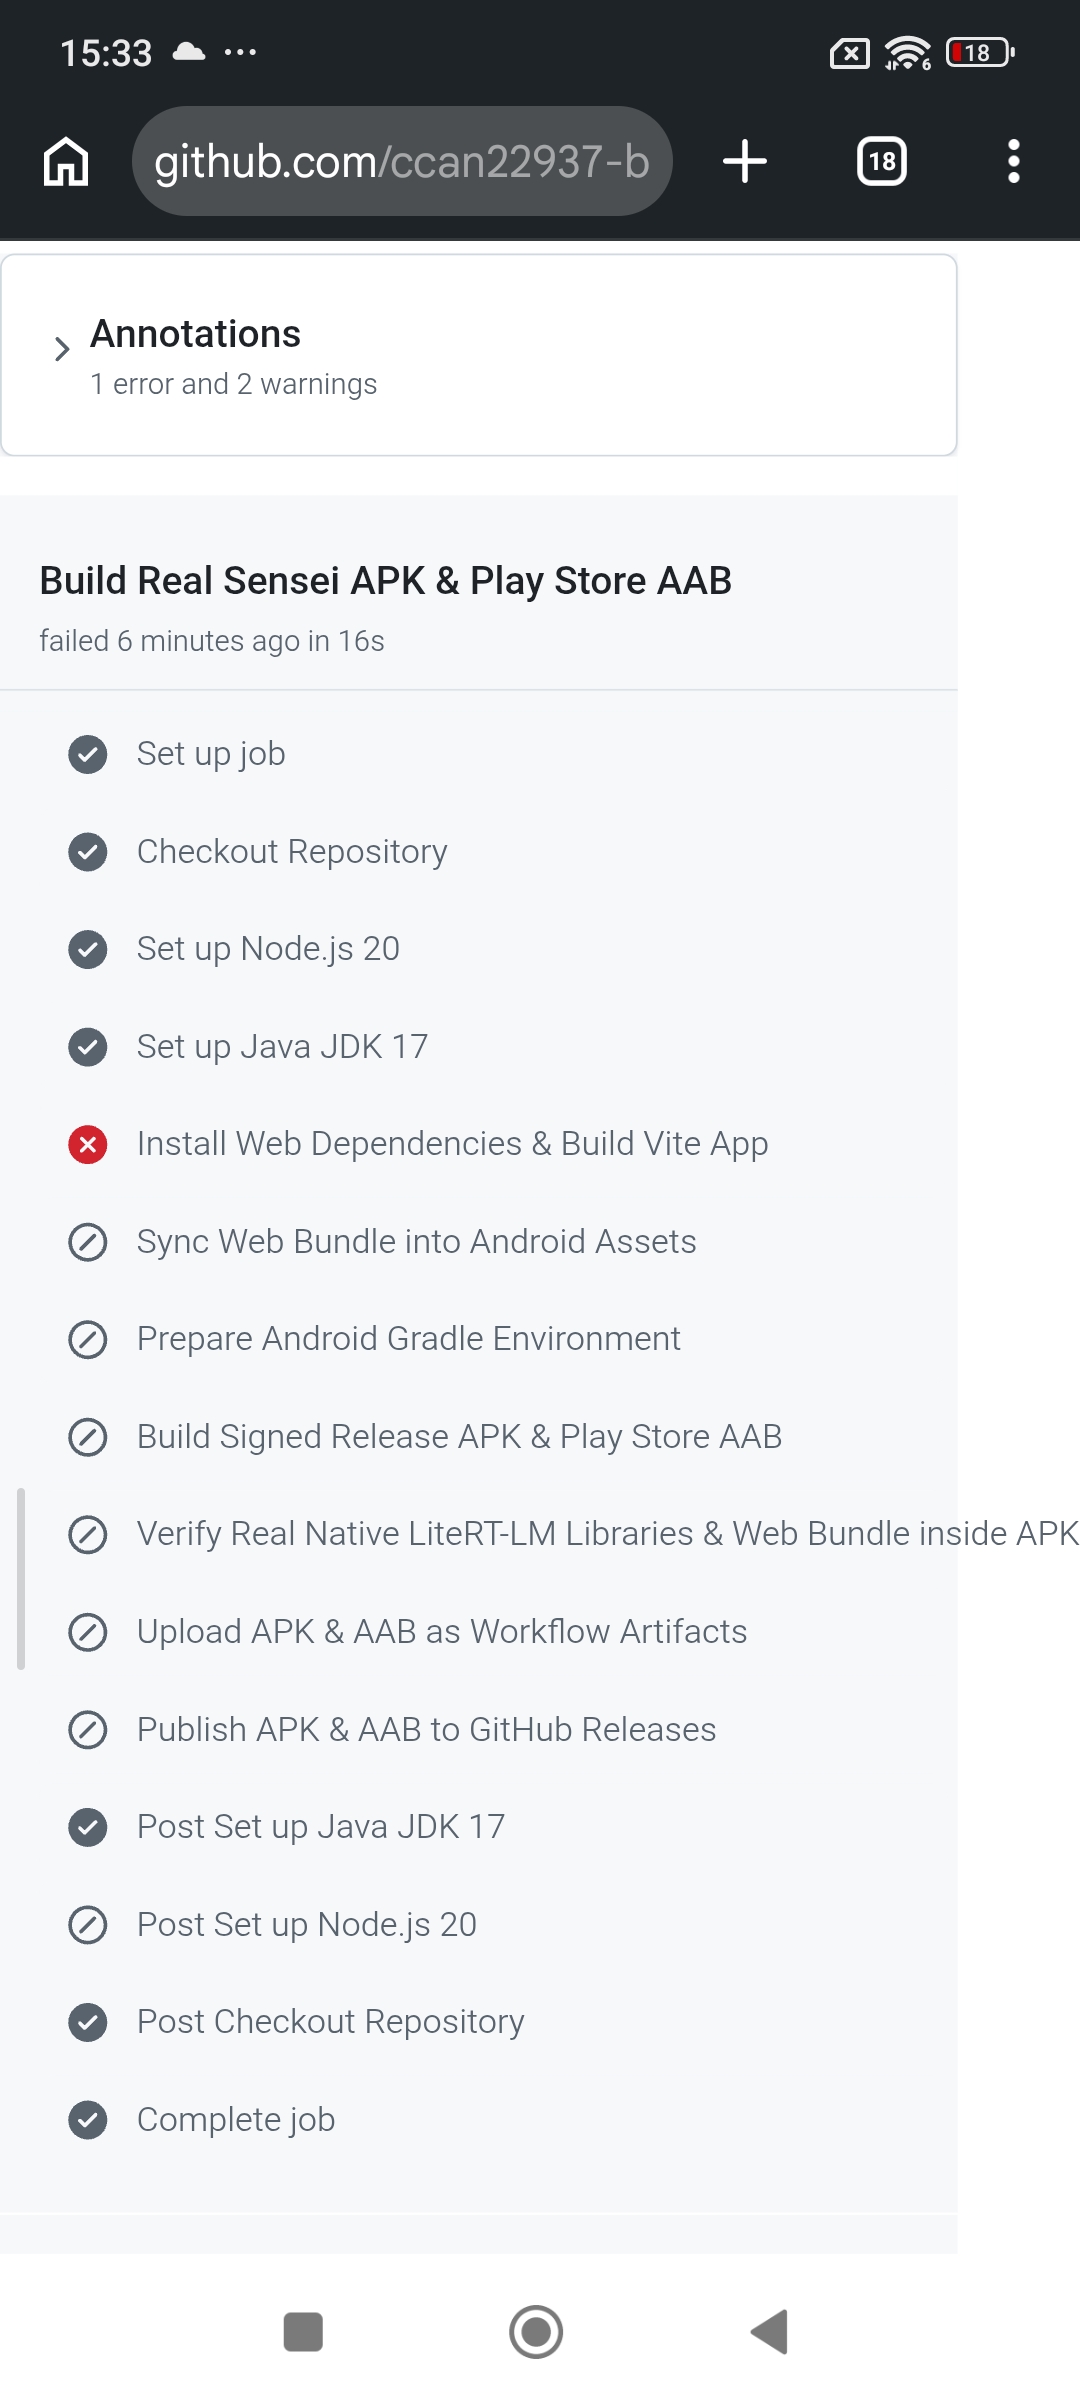 15:33
18
6
github.com/ccan22937-b
18
Annotations
1 error and 2 warnings
Build Real Sensei APK & Play Store AAB
failed 6 minutes ago in 16s
Set up job
Checkout Repository
Set up Node.js 20
Set up Java JDK 17
Install Web Dependencies & Build Vite App
Sync Web Bundle into Android Assets
Prepare Android Gradle Environment
Build Signed Release APK & Play Store AAB
Verify Real Native LiteRT-LM Libraries & Web Bundle inside APK
Upload APK & AAB as Workflow Artifacts
Publish APK & AAB to GitHub Releases
Post Set up Java JDK 17
Post Set up Node.js 20
Post Checkout Repository
Complete job